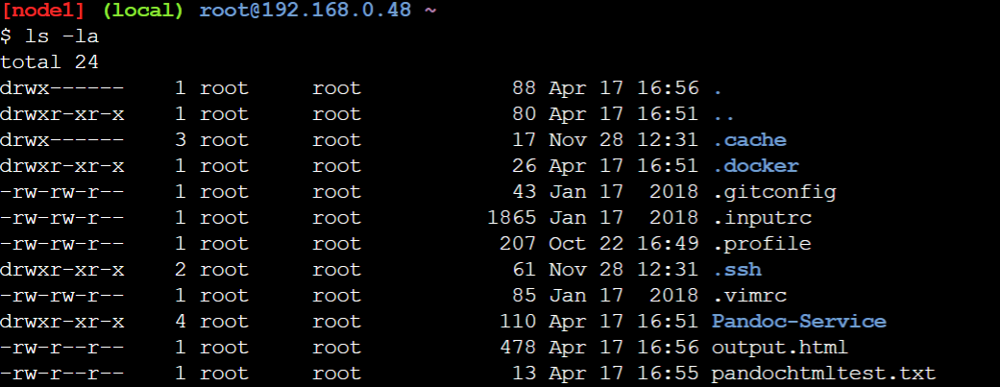 [node1] (local) root@192.168.0.48 ~
$ ls -la
total 24
drwx------    1 root     root            88 Apr 17 16:56 .
drwxr-xr-x    1 root     root            80 Apr 17 16:51 ..
drwx------    3 root     root            17 Nov 28 12:31 .cache
drwxr-xr-x    1 root     root            26 Apr 17 16:51 .docker
-rw-rw-r--    1 root     root            43 Jan 17  2018 .gitconfig
-rw-rw-r--    1 root     root          1865 Jan 17  2018 .inputrc
-rw-rw-r--    1 root     root           207 Oct 22 16:49 .profile
drwxr-xr-x    2 root     root            61 Nov 28 12:31 .ssh
-rw-rw-r--    1 root     root            85 Jan 17  2018 .vimrc
drwxr-xr-x    4 root     root           110 Apr 17 16:51 Pandoc-Service
-rw-r--r--    1 root     root           478 Apr 17 16:56 output.html
-rw-r--r--    1 root     root            13 Apr 17 16:55 pandochtmltest.txt